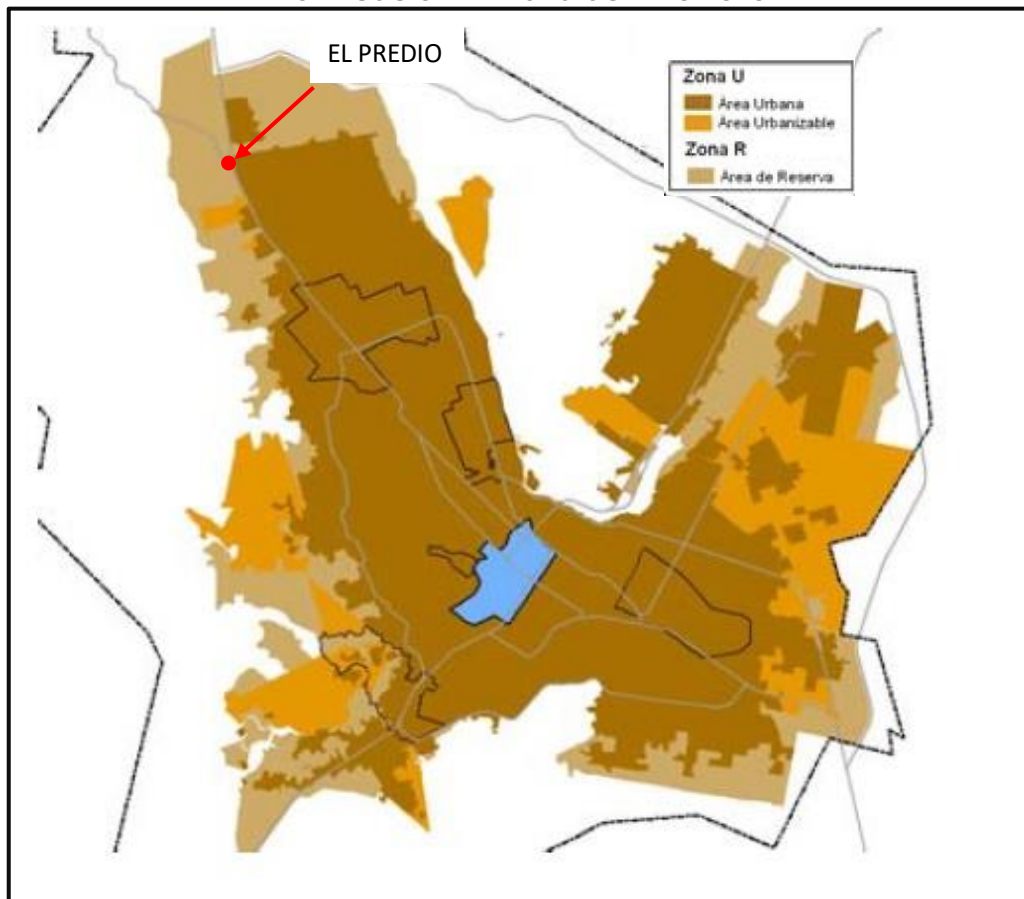 EL PREDIO
Zona U
Área Urbana
Área Urbanizable
Zona R
Área de Reserva